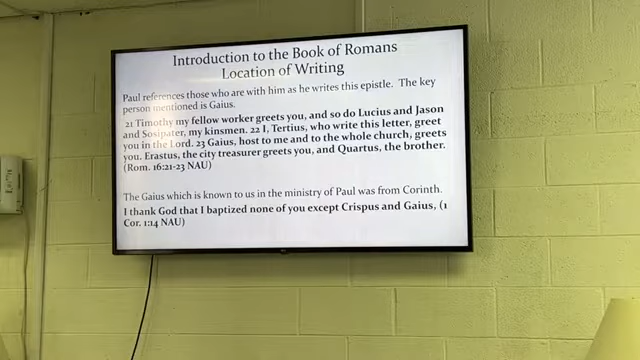 Introduction to the Book of Romans
Location of Writing
Paul references those who are with him as he writes this epistle. The key
person mentioned is Gaius.
21 Timothy my fellow worker greets you, and so do Lucius and Jason
and Sosipater, my kinsmen. 22 I, Tertius, who write this letter, greet
you in the Lord. 23 Gaius, host to me and to the whole church, greets
you. Erastus, the city treasurer greets you, and Quartus, the brother.
(Rom. 16:21-23 NAU)
The Gaius which is known to us in the ministry of Paul was from Corinth.
I thank God that I baptized none of you except Crispus and Gaius, (1
Cor. 1:14 NAU)